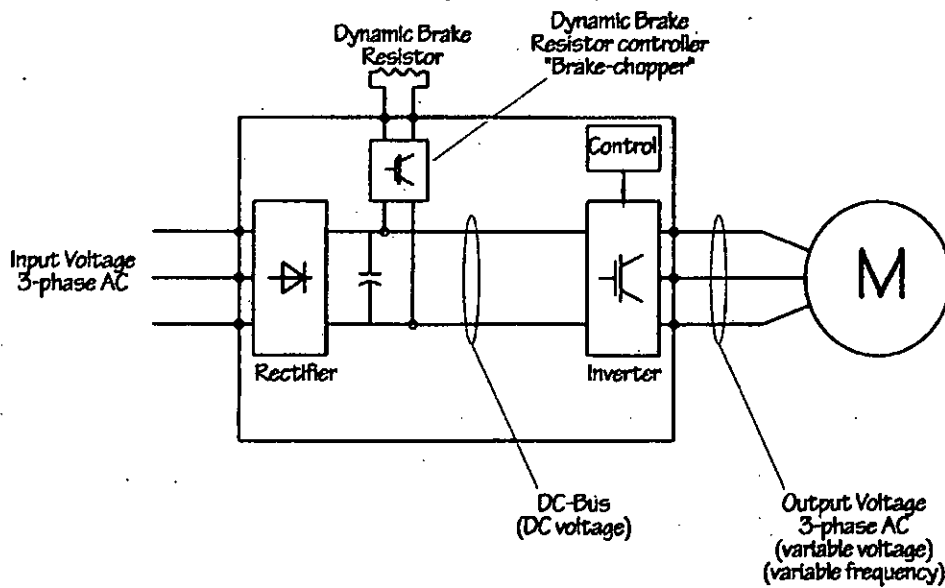 Dynamic Brake
Resistor
Dynamic Brake
Resistor controller
"Brake-chopper"
Control
Input Voltage
3-phase AC
M
Rectifier
Inverter
DC-Bus
(DC voltage)
Output Voltage
3-phase AC
(variable voltage)
(variable frequency)